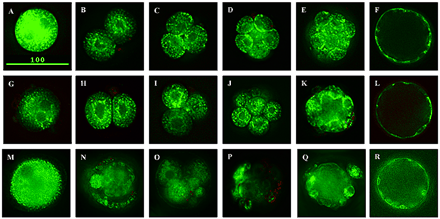 A B C D E F
100
G H I J K L
M N O P Q R